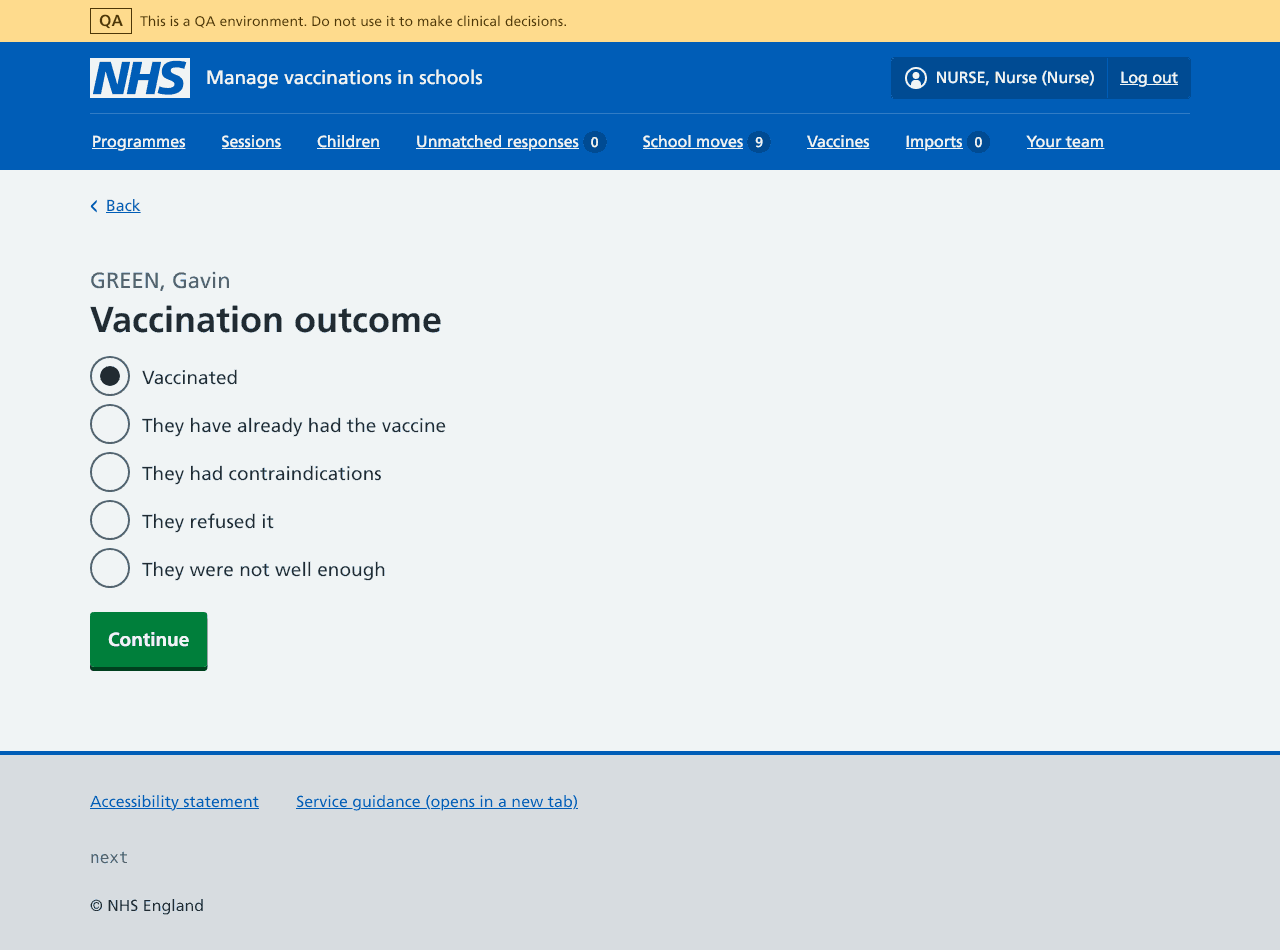 QA This is a QA environment. Do not use it to make clinical decisions.
NHS Manage vaccinations in schools NURSE, Nurse (Nurse) Log out
Programmes Sessions Children Unmatched responses 0 School moves 9 Vaccines Imports 0 Your team
Back
GREEN, Gavin
Vaccination outcome
Vaccinated
They have already had the vaccine
They had contraindications
They refused it
They were not well enough
Continue
Accessibility statement Service guidance (opens in a new tab)
next
© NHS England